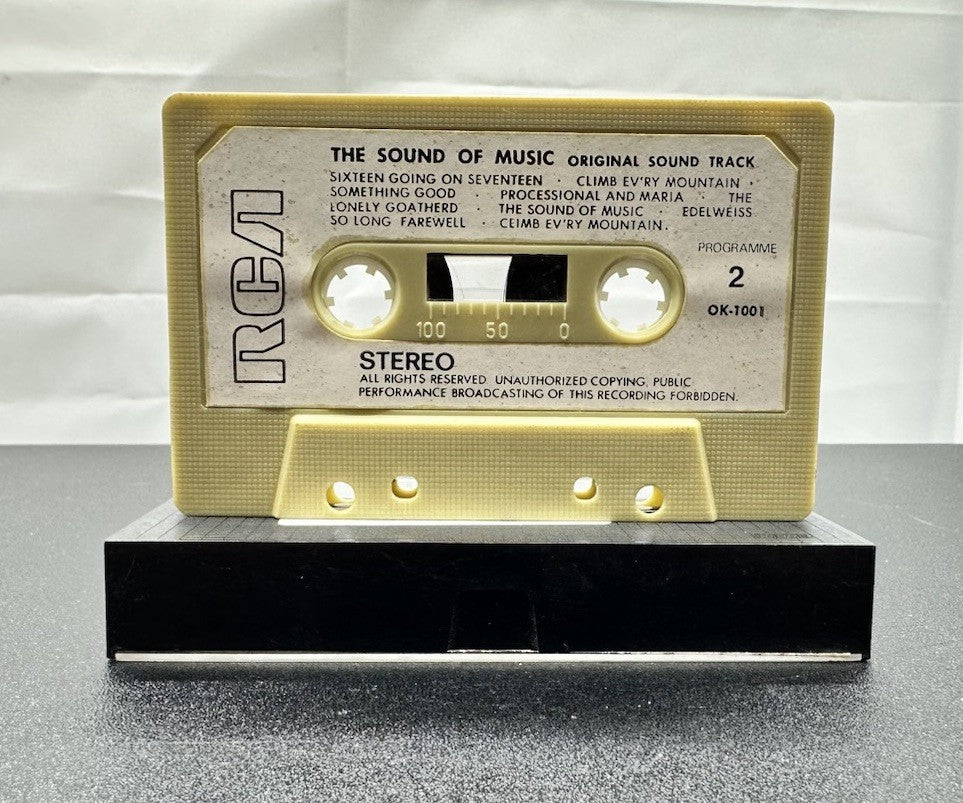 THE SOUND OF MUSIC ORIGINAL SOUND TRACK
SIXTEEN GOING ON SEVENTEEN · CLIMB EV'RY MOUNTAIN ·
SOMETHING GOOD · PROCESSIONAL AND MARIA · THE
LONELY GOATHERD · THE SOUND OF MUSIC · EDELWEISS
SO LONG FAREWELL · CLIMB EV'RY MOUNTAIN.
RCA
PROGRAMME
2
OK-1001
100 50 0
STEREO
ALL RIGHTS RESERVED. UNAUTHORIZED COPYING, PUBLIC
PERFORMANCE BROADCASTING OF THIS RECORDING FORBIDDEN.